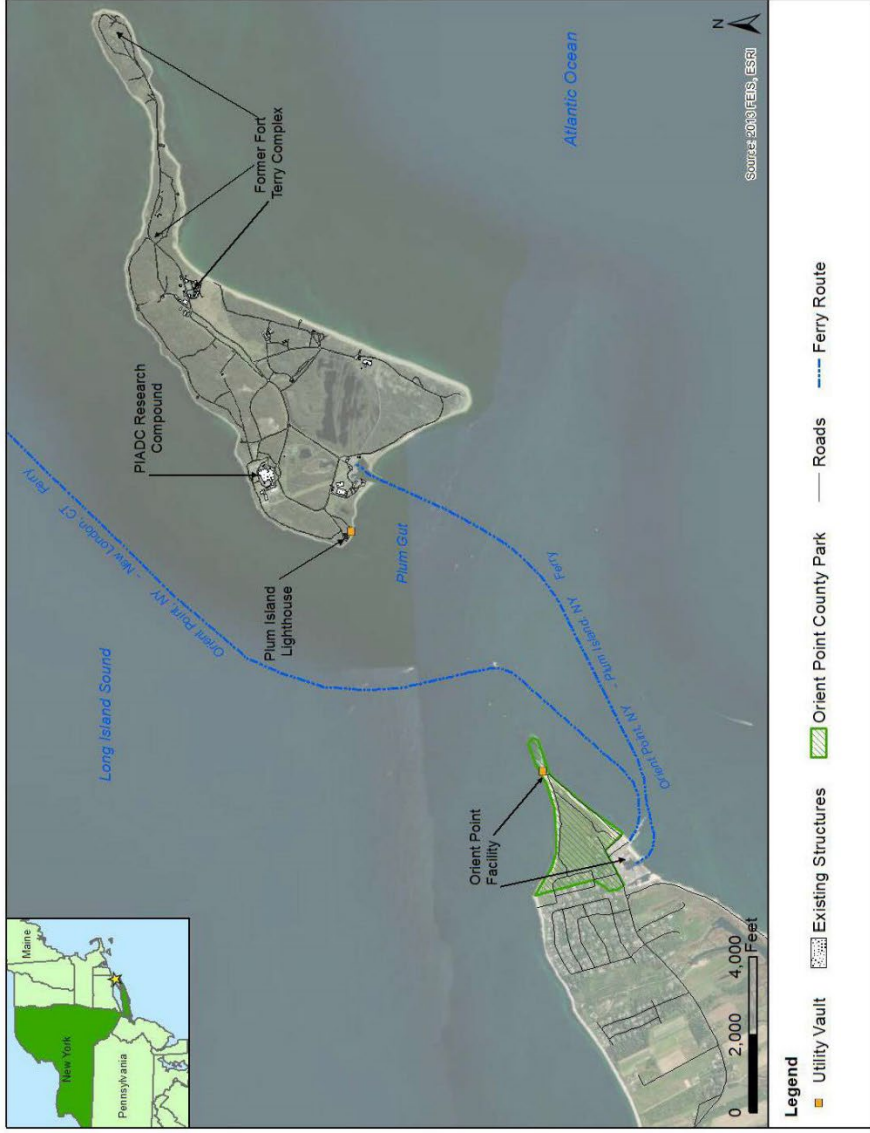 Maine
New York
Pennsylvania
Long Island Sound
Orient Point, NY - New London, CT Ferry
PIADC Research
Compound
Former Fort
Terry Complex
Plum Island
Lighthouse
Plum Gut
Atlantic Ocean
Orient Point
Facility
Orient Point, NY - Plum Island, NY Ferry
N
Source: 2013 FEIS, ESRI
0 2,000 4,000
Feet
Legend
Utility Vault
Existing Structures
Orient Point County Park
Roads
Ferry Route